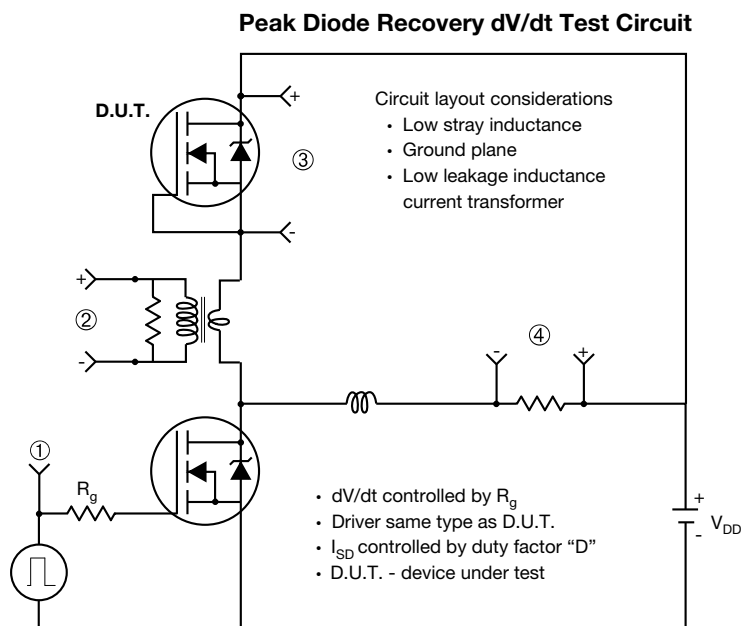 Peak Diode Recovery dV/dt Test Circuit
D.U.T.
+
Circuit layout considerations
• Low stray inductance
③
• Ground plane
• Low leakage inductance
current transformer
-
+
②
-
④
-
+
①
Rg
• dV/dt controlled by Rg
• Driver same type as D.U.T.
• ISD controlled by duty factor “D”
• D.U.T. - device under test
+
VDD
-